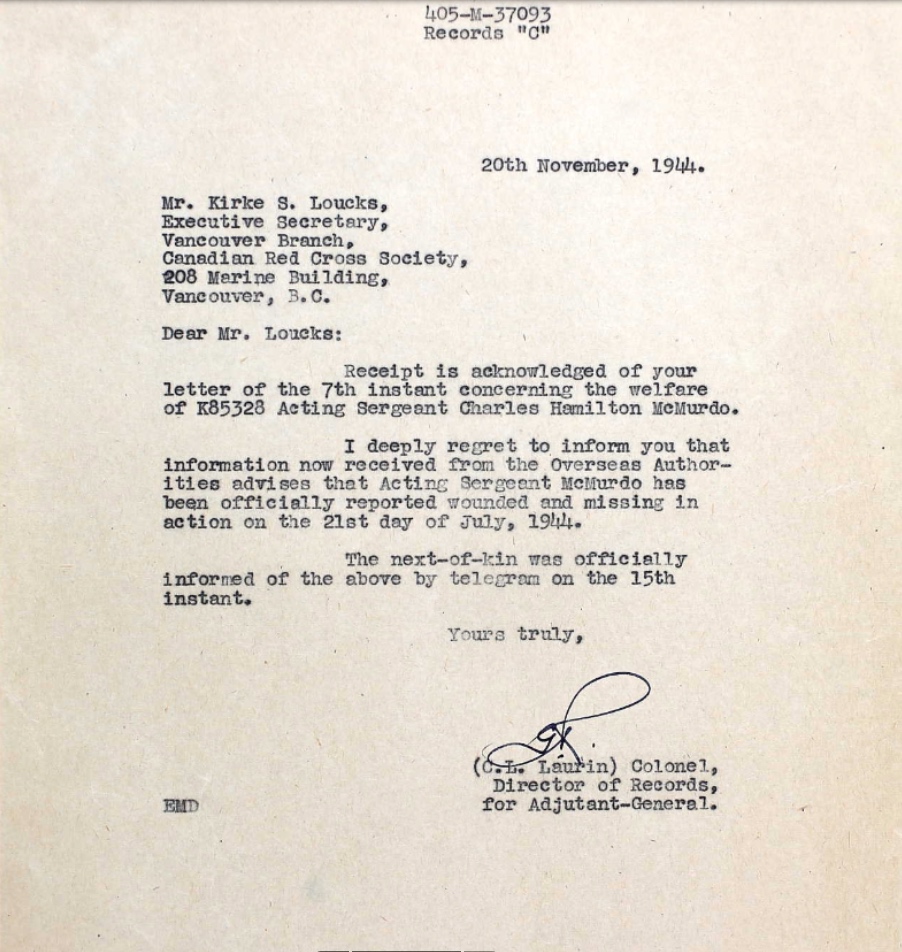 405-M-37093
Records "C"
20th November, 1944.
Mr. Kirke S. Loucks,
Executive Secretary,
Vancouver Branch,
Canadian Red Cross Society,
208 Marine Building,
Vancouver, B.C.
Dear Mr. Loucks:
Receipt is acknowledged of your
letter of the 7th instant concerning the welfare
of K85328 Acting Sergeant Charles Hamilton McMurdo.
I deeply regret to inform you that
information now received from the Overseas Author-
ities advises that Acting Sergeant McMurdo has
been officially reported wounded and missing in
action on the 21st day of July, 1944.
The next-of-kin was officially
informed of the above by telegram on the 15th
instant.
Yours truly,
(C.L. Laurin) Colonel,
Director of Records,
EMD for Adjutant-General.